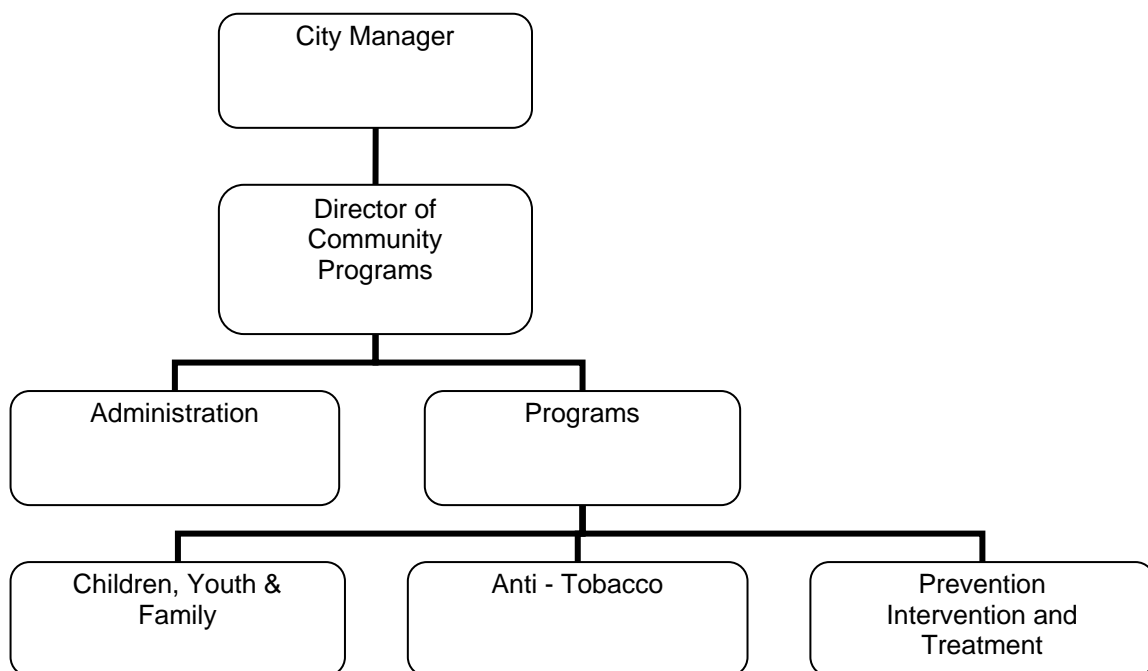 City Manager
Director of
Community
Programs
Administration
Programs
Children, Youth &
Family
Anti - Tobacco
Prevention
Intervention and
Treatment